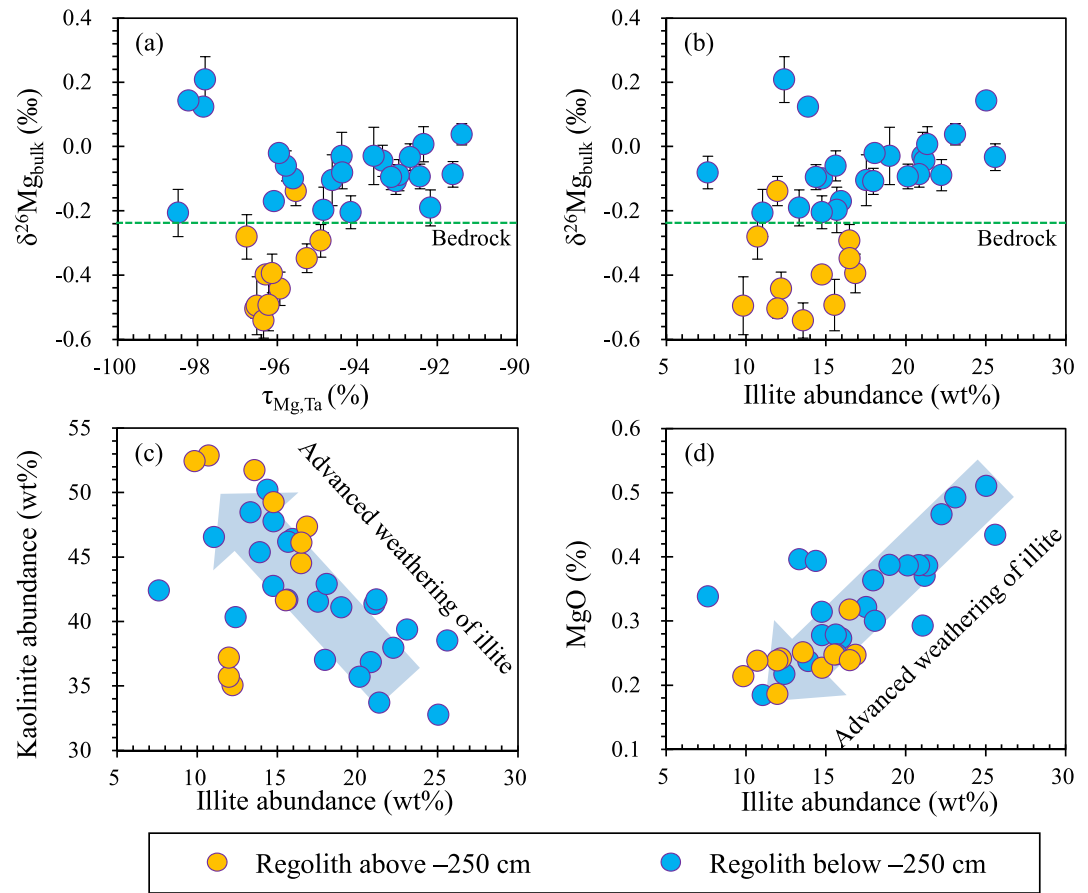 (a)
δ²⁶Mg_bulk (‰)
0.4
0.2
0.0
-0.2
-0.4
-0.6
Bedrock
-100 -98 -96 -94 -92 -90
τ_Mg,Ta (%)
(b)
δ²⁶Mg_bulk (‰)
0.4
0.2
0.0
-0.2
-0.4
-0.6
Bedrock
5 10 15 20 25 30
Illite abundance (wt%)
(c)
Kaolinite abundance (wt%)
55
50
45
40
35
30
Advanced weathering of illite
5 10 15 20 25 30
Illite abundance (wt%)
(d)
MgO (%)
0.6
0.5
0.4
0.3
0.2
0.1
Advanced weathering of illite
5 10 15 20 25 30
Illite abundance (wt%)
Regolith above –250 cm
Regolith below –250 cm